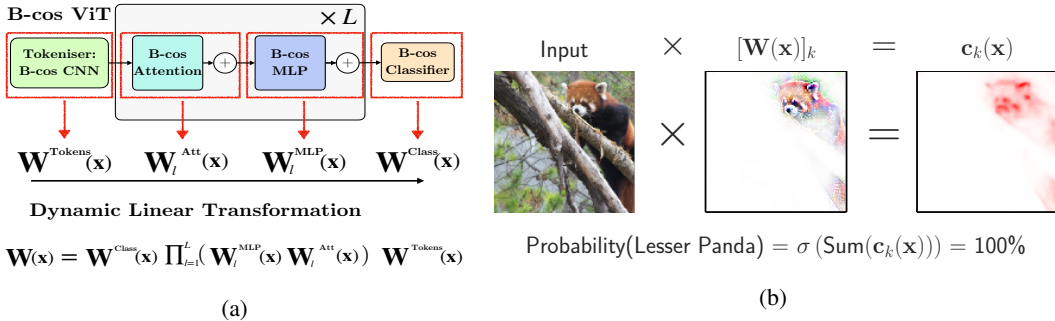 B-cos ViT
× L
Tokeniser: B-cos CNN
B-cos Attention
+
B-cos MLP
+
B-cos Classifier
W^Tokens(x)
W_l^Att(x)
W_l^MLP(x)
W^Class(x)
Dynamic Linear Transformation
W(x) = W^Class(x) ∏_{l=1}^{L}( W_l^MLP(x) W_l^Att(x)) W^Tokens(x)
(a)
Input × [W(x)]_k = c_k(x)
× =
Probability(Lesser Panda) = σ (Sum(c_k(x))) = 100%
(b)